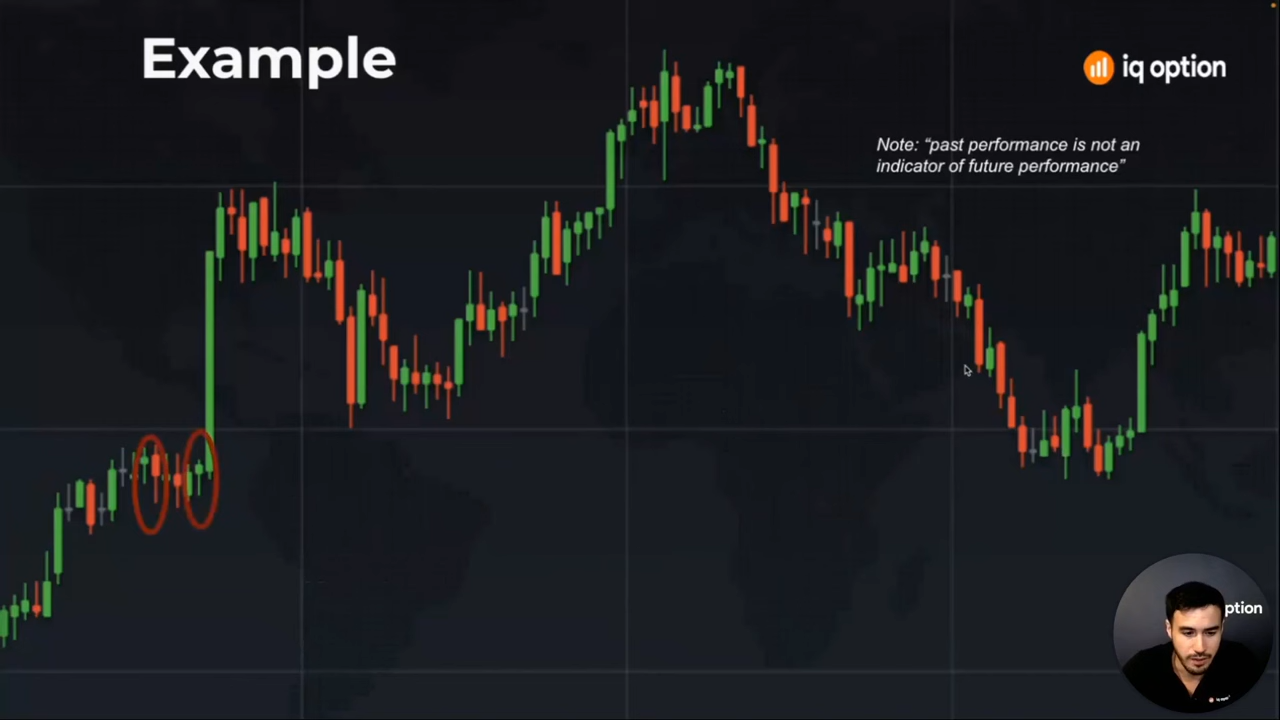 Example
iq option
Note: “past performance is not an
indicator of future performance”
ption